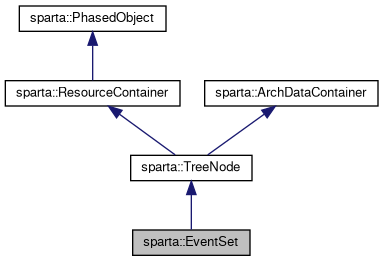 sparta::PhasedObject
sparta::ResourceContainer
sparta::ArchDataContainer
sparta::TreeNode
sparta::EventSet